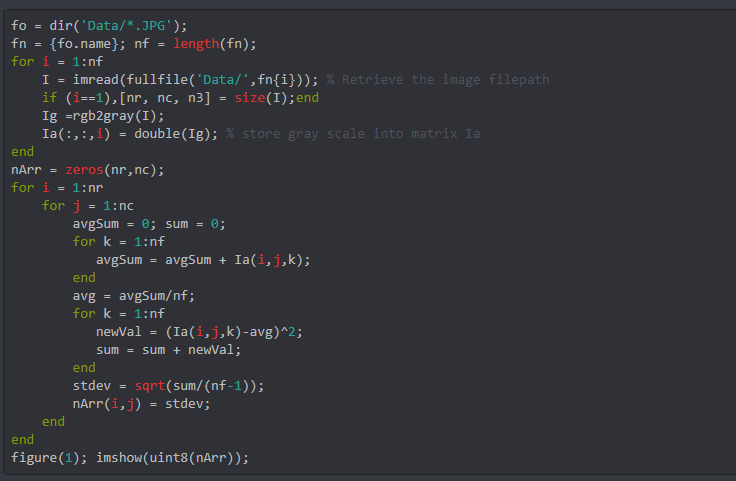 fo = dir('Data/*.JPG');
fn = {fo.name}; nf = length(fn);
for i = 1:nf
    I = imread(fullfile('Data/',fn{i})); % Retrieve the image filepath
    if (i==1),[nr, nc, n3] = size(I);end
    Ig =rgb2gray(I);
    Ia(:,:,i) = double(Ig); % store gray scale into matrix Ia
end
nArr = zeros(nr,nc);
for i = 1:nr
    for j = 1:nc
        avgSum = 0; sum = 0;
        for k = 1:nf
           avgSum = avgSum + Ia(i,j,k);
        end
        avg = avgSum/nf;
        for k = 1:nf
           newVal = (Ia(i,j,k)-avg)^2;
           sum = sum + newVal;
        end
        stdev = sqrt(sum/(nf-1));
        nArr(i,j) = stdev;
    end
end
figure(1); imshow(uint8(nArr));